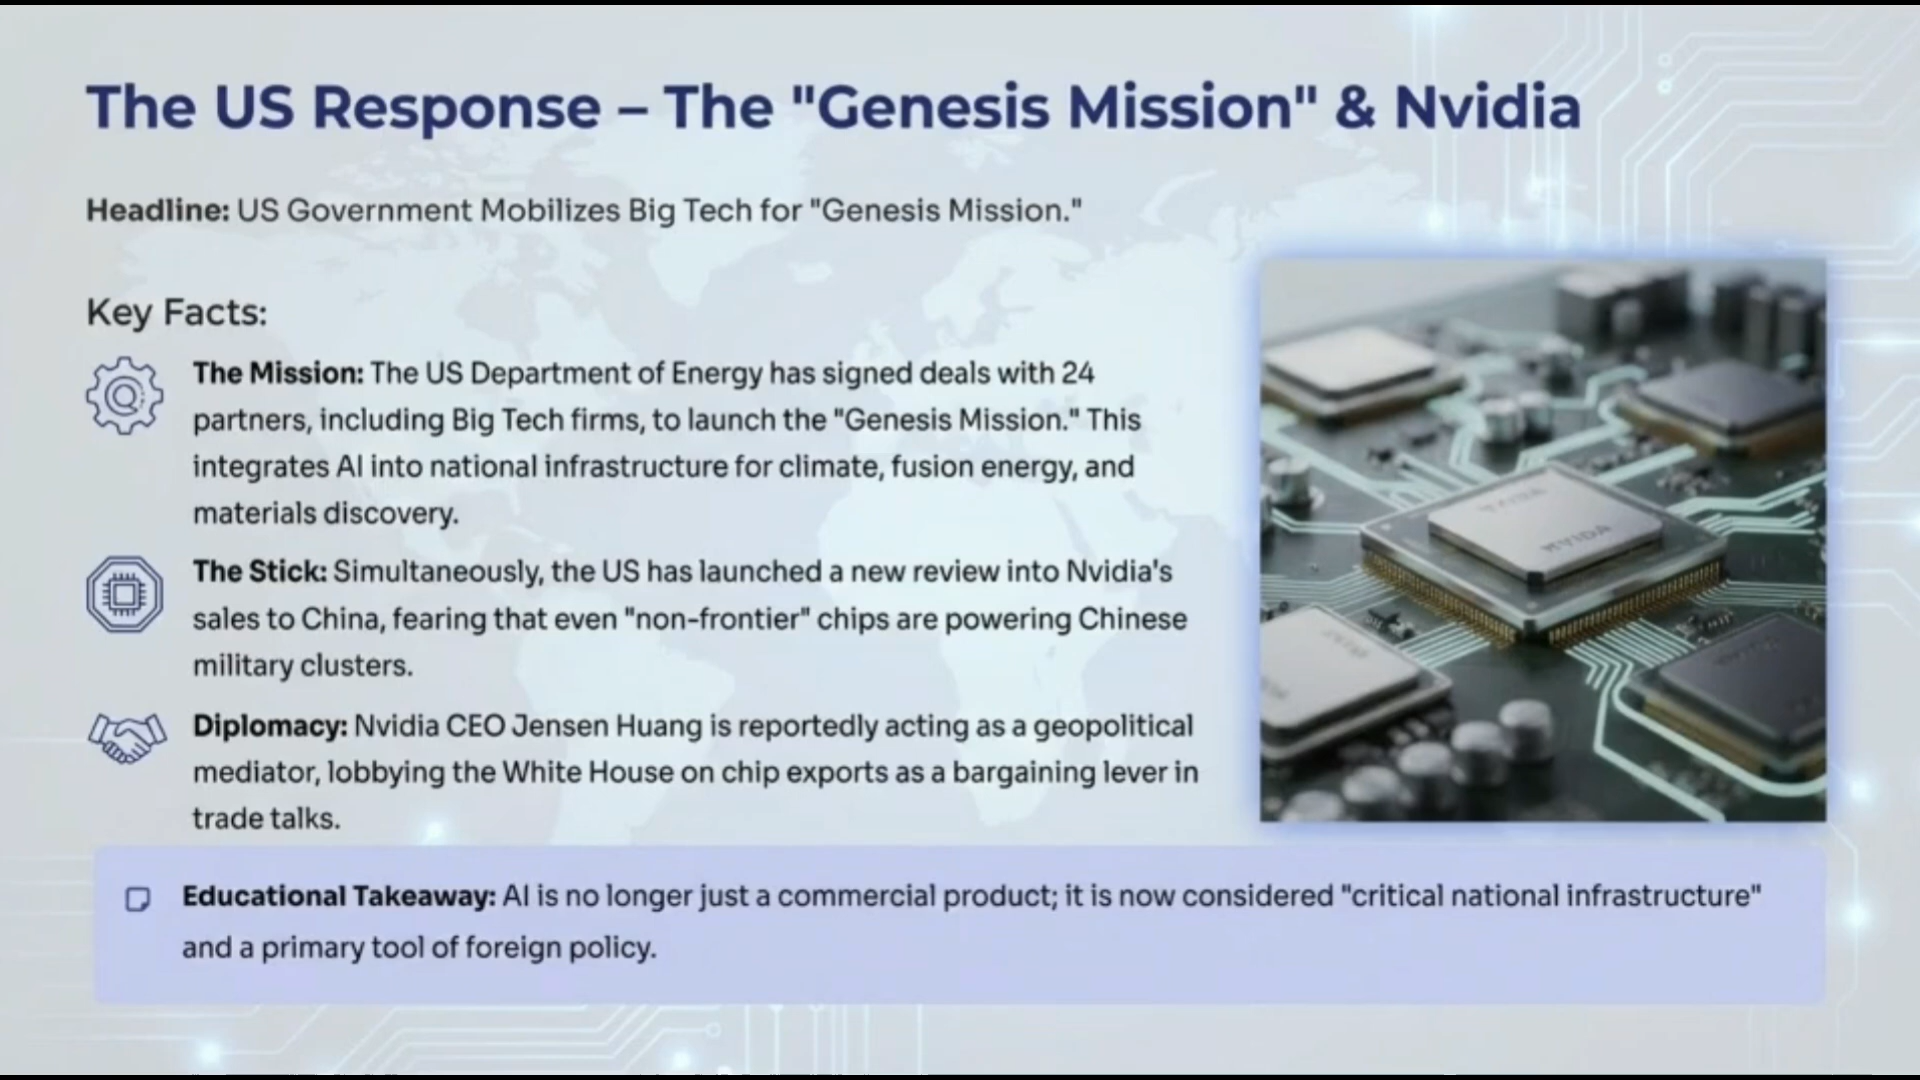 The US Response – The "Genesis Mission" & Nvidia
Headline: US Government Mobilizes Big Tech for "Genesis Mission."
Key Facts:
The Mission: The US Department of Energy has signed deals with 24
partners, including Big Tech firms, to launch the "Genesis Mission." This
integrates AI into national infrastructure for climate, fusion energy, and
materials discovery.
The Stick: Simultaneously, the US has launched a new review into Nvidia's
sales to China, fearing that even "non-frontier" chips are powering Chinese
military clusters.
Diplomacy: Nvidia CEO Jensen Huang is reportedly acting as a geopolitical
mediator, lobbying the White House on chip exports as a bargaining lever in
trade talks.
NVIDIA
Educational Takeaway: AI is no longer just a commercial product; it is now considered "critical national infrastructure"
and a primary tool of foreign policy.